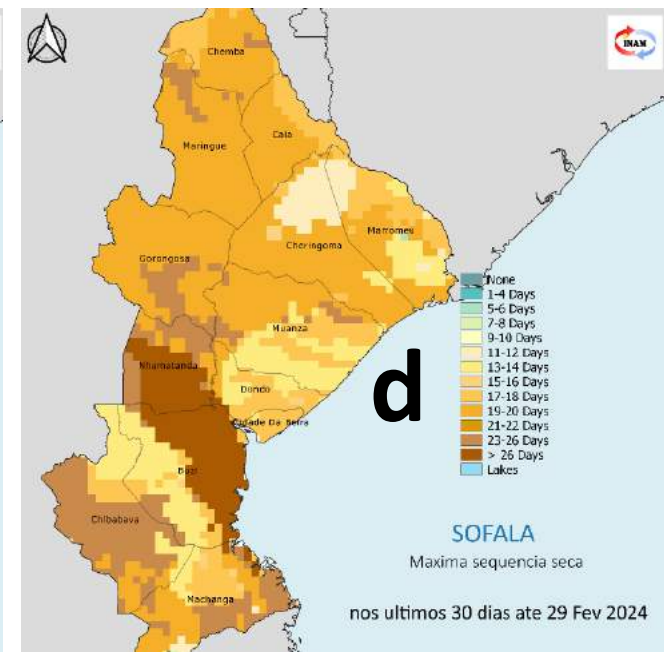 INAM
Chemba
Caia
Maringue
Marromeu
Cheringoma
Gorongosa
None
1-4 Days
5-6 Days
7-8 Days
9-10 Days
11-12 Days
13-14 Days
15-16 Days
17-18 Days
19-20 Days
21-22 Days
23-26 Days
> 26 Days
Lakes
Muanza
Nhamatanda
d
Dondo
Cidade Da Beira
Buzi
Chibabava
SOFALA
Maxima sequencia seca
Machanga
nos ultimos 30 dias ate 29 Fev 2024